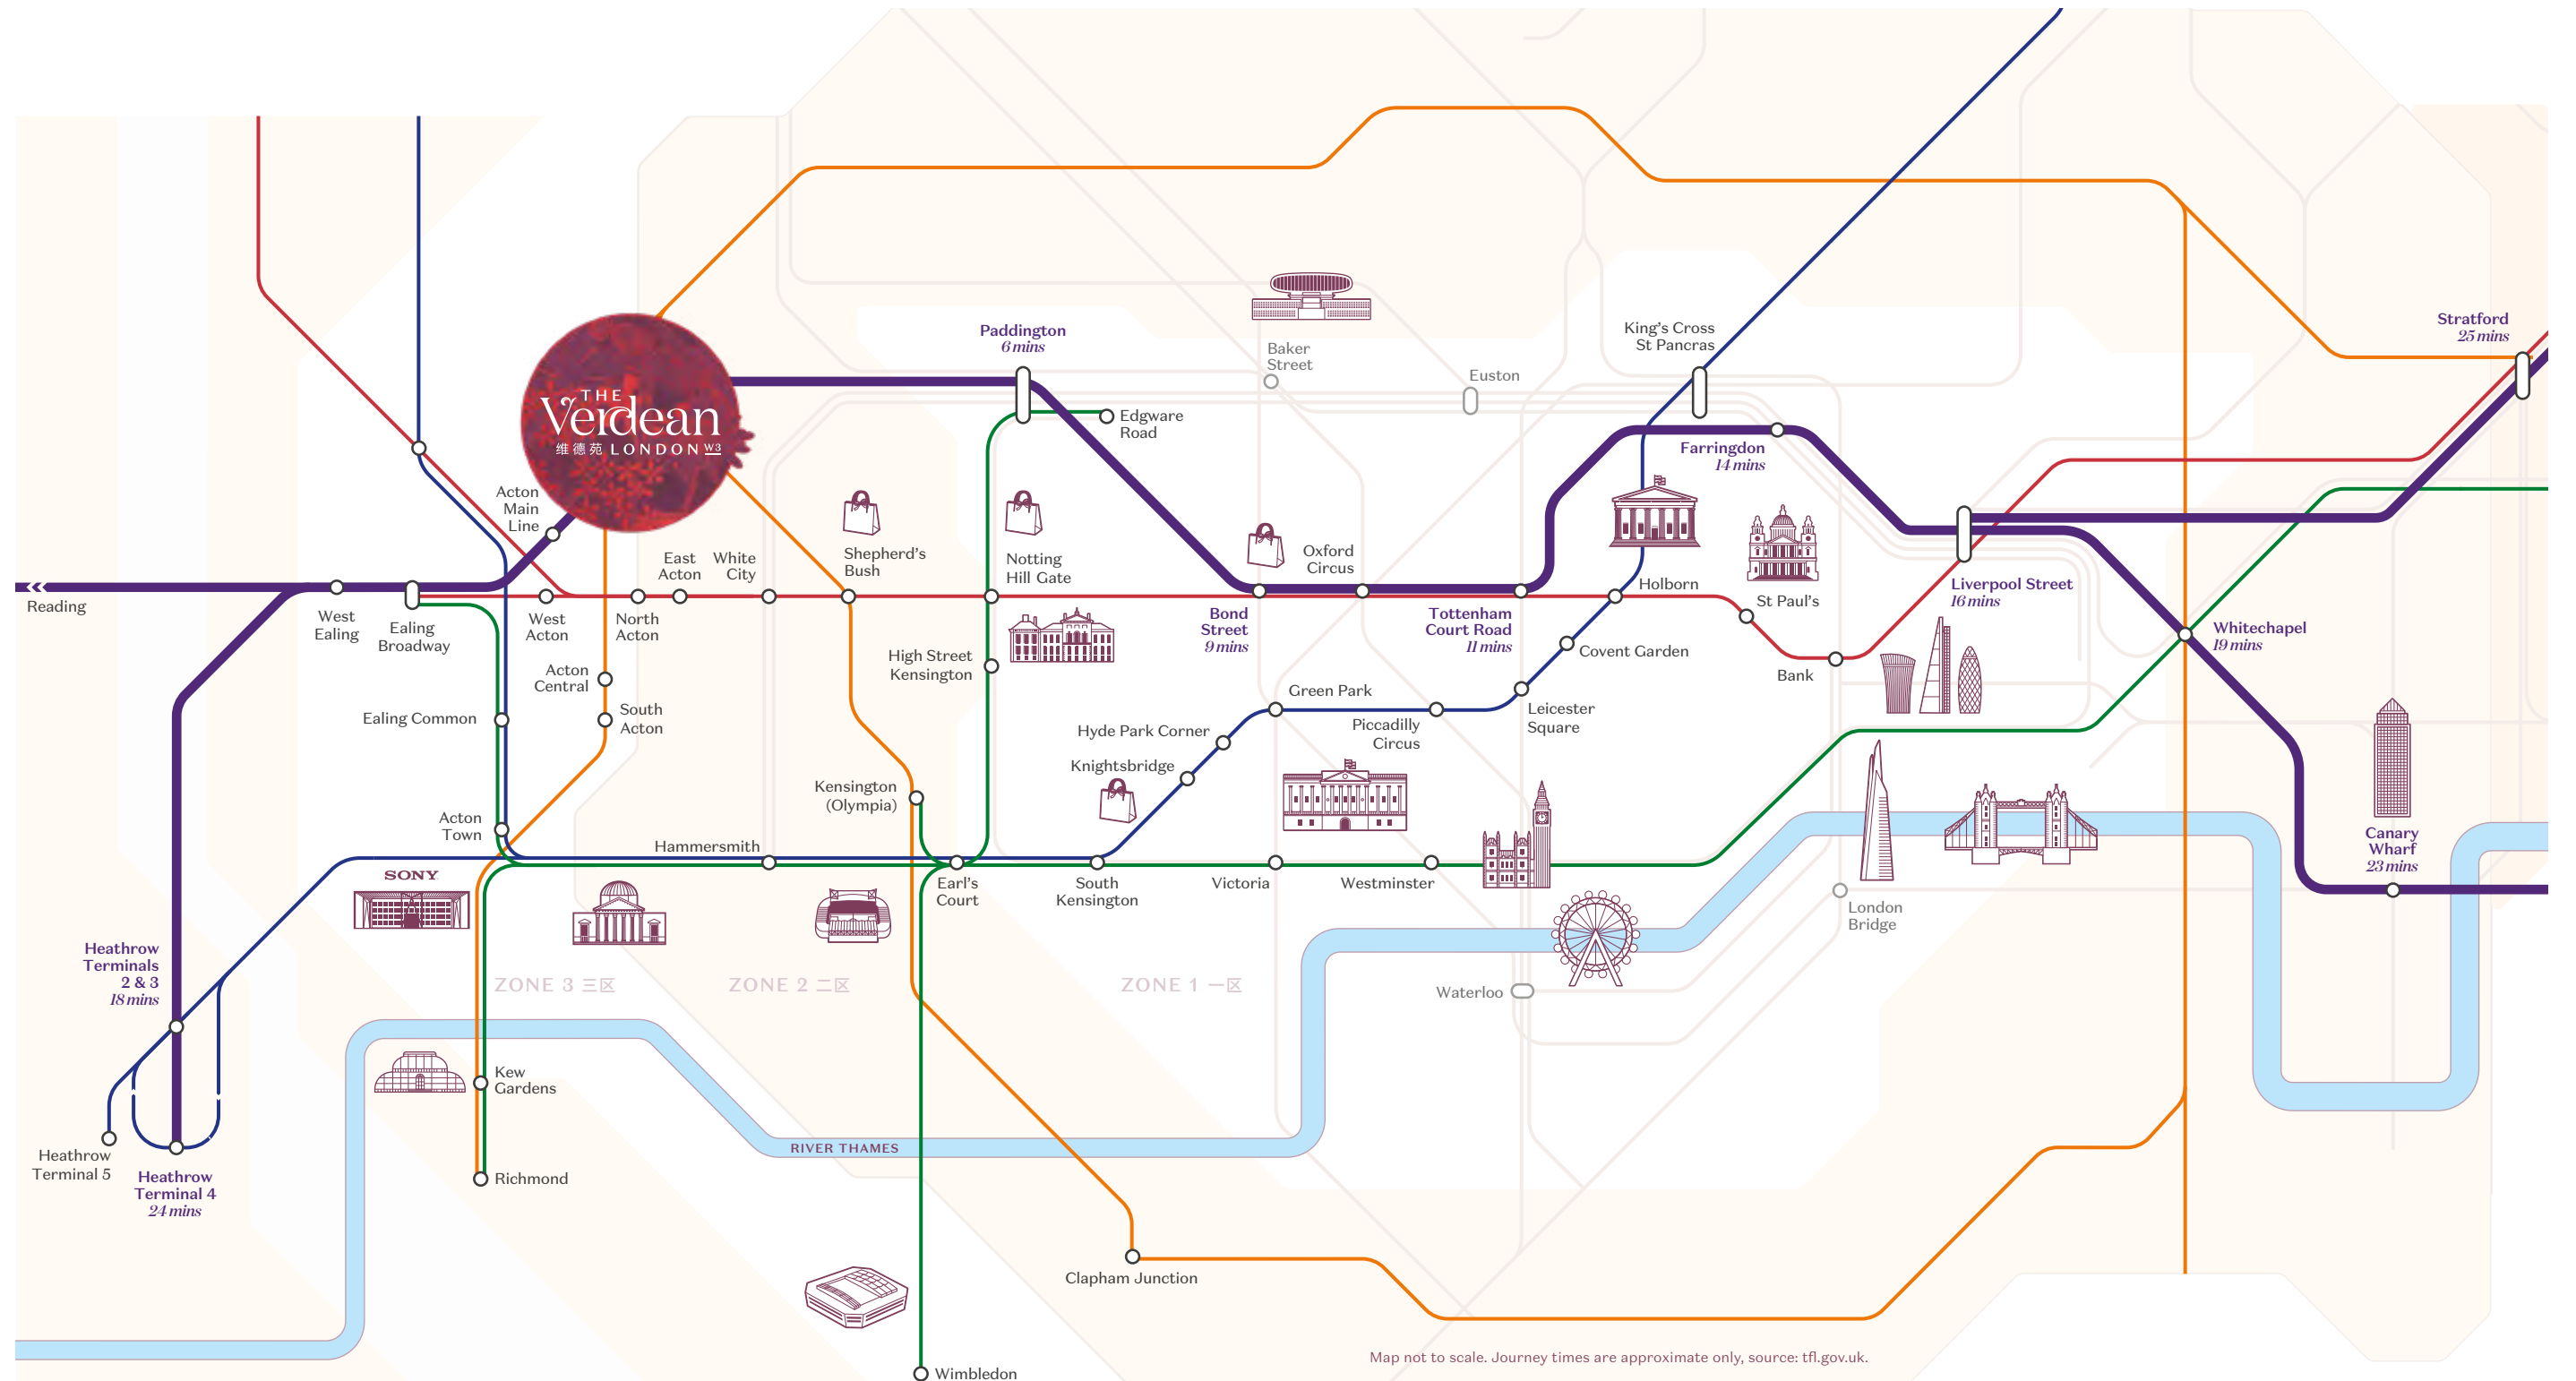 Paddington
6 mins
King's Cross
St Pancras
Stratford
25 mins
Baker
Street
Euston
THE
Verdean
维德苑 LONDON W3
Edgware
Road
Farringdon
14 mins
Acton
Main
Line
East
Acton
White
City
Shepherd's
Bush
Notting
Hill Gate
Oxford
Circus
Holborn
St Paul's
Liverpool Street
16 mins
Reading
West
Ealing
Ealing
Broadway
West
Acton
North
Acton
Bond
Street
9 mins
Tottenham
Court Road
11 mins
Whitechapel
19 mins
High Street
Kensington
Covent Garden
Bank
Acton
Central
South
Acton
Ealing Common
Green Park
Piccadilly
Circus
Leicester
Square
Hyde Park Corner
Knightsbridge
Kensington
(Olympia)
Acton
Town
Hammersmith
Canary
Wharf
23 mins
SONY
Earl's
Court
South
Kensington
Victoria
Westminster
London
Bridge
Heathrow
Terminals
2 & 3
18 mins
ZONE 3 三区
ZONE 2 二区
ZONE 1 一区
Waterloo
Kew
Gardens
RIVER THAMES
Heathrow
Terminal 5
Heathrow
Terminal 4
24 mins
Richmond
Clapham Junction
Map not to scale. Journey times are approximate only, source: tfl.gov.uk.
Wimbledon